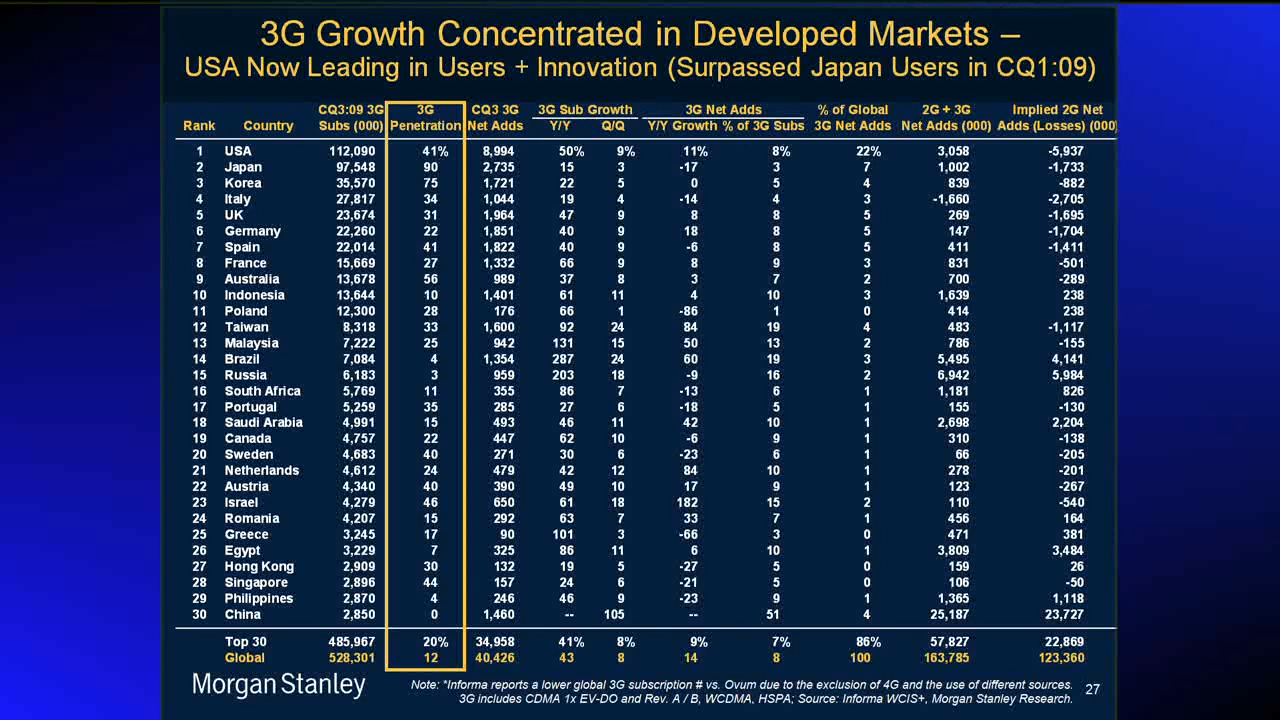 3G Growth Concentrated in Developed Markets –
USA Now Leading in Users + Innovation (Surpassed Japan Users in CQ1:09)
CQ3:09 3G 3G CQ3 3G 3G Sub Growth 3G Net Adds % of Global 2G + 3G Implied 2G Net
Rank Country Subs (000) Penetration Net Adds Y/Y Q/Q Y/Y Growth % of 3G Subs 3G Net Adds Net Adds (000) Adds (Losses) (000)
1 USA 112,090 41% 8,994 50% 9% 11% 8% 22% 3,058 -5,937
2 Japan 97,548 90 2,735 15 3 -17 3 7 1,002 -1,733
3 Korea 35,570 75 1,721 22 5 0 5 4 839 -882
4 Italy 27,817 34 1,044 19 4 -14 4 3 -1,660 -2,705
5 UK 23,674 31 1,964 47 9 8 8 5 269 -1,695
6 Germany 22,260 22 1,851 40 9 18 8 5 147 -1,704
7 Spain 22,014 41 1,822 40 9 -6 8 5 411 -1,411
8 France 15,669 27 1,332 66 9 8 9 3 831 -501
9 Australia 13,678 56 989 37 8 3 7 2 700 -289
10 Indonesia 13,644 10 1,401 61 11 4 10 3 1,639 238
11 Poland 12,300 28 176 66 1 -86 1 0 414 238
12 Taiwan 8,318 33 1,600 92 24 84 19 4 483 -1,117
13 Malaysia 7,222 25 942 131 15 50 13 2 786 -155
14 Brazil 7,084 4 1,354 287 24 60 19 3 5,495 4,141
15 Russia 6,183 3 959 203 18 -9 16 2 6,942 5,984
16 South Africa 5,769 11 355 86 7 -13 6 1 1,181 826
17 Portugal 5,259 35 285 27 6 -18 5 1 155 -130
18 Saudi Arabia 4,991 15 493 46 11 42 10 1 2,698 2,204
19 Canada 4,757 22 447 62 10 -6 9 1 310 -138
20 Sweden 4,683 40 271 30 6 -23 6 1 66 -205
21 Netherlands 4,612 24 479 42 12 84 10 1 278 -201
22 Austria 4,340 40 390 49 10 17 9 1 123 -267
23 Israel 4,279 46 650 61 18 182 15 2 110 -540
24 Romania 4,207 15 292 63 7 33 7 1 456 164
25 Greece 3,245 17 90 101 3 -66 3 0 471 381
26 Egypt 3,229 7 325 86 11 6 10 1 3,809 3,484
27 Hong Kong 2,909 30 132 19 5 -27 5 0 159 26
28 Singapore 2,896 44 157 24 6 -21 5 0 106 -50
29 Philippines 2,870 4 246 46 9 -23 9 1 1,365 1,118
30 China 2,850 0 1,460 -- 105 -- 51 4 25,187 23,727
Top 30 485,967 20% 34,958 41% 8% 9% 7% 86% 57,827 22,869
Global 528,301 12 40,426 43 8 14 8 100 163,785 123,360
Morgan Stanley
Note: *Informa reports a lower global 3G subscription # vs. Ovum due to the exclusion of 4G and the use of different sources.
3G includes CDMA 1x EV-DO and Rev. A / B, WCDMA, HSPA; Source: Informa WCIS+, Morgan Stanley Research.
27